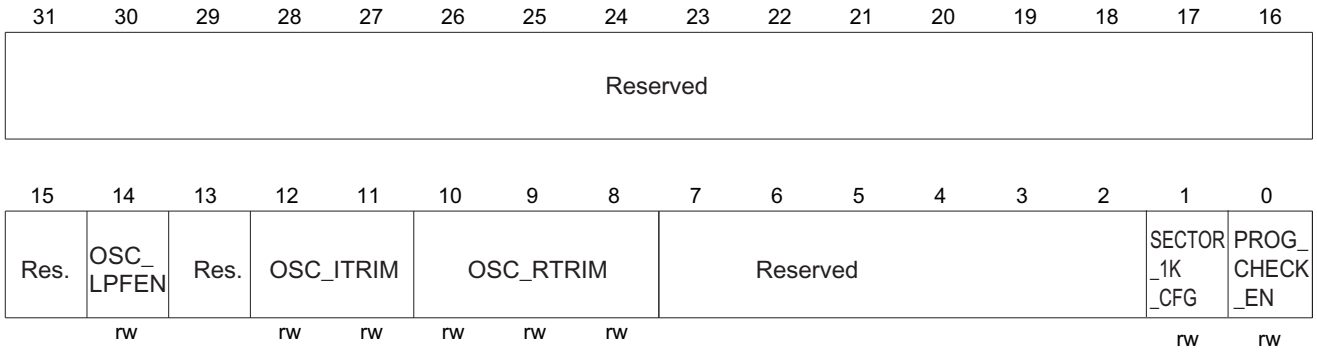 31 30 29 28 27 26 25 24 23 22 21 20 19 18 17 16
Reserved
15 14 13 12 11 10 9 8 7 6 5 4 3 2 1 0
Res.
OSC_
LPFEN
Res.
OSC_ITRIM
OSC_RTRIM
Reserved
SECTOR
_1K
_CFG
PROG_
CHECK
_EN
rw rw rw rw rw rw rw rw